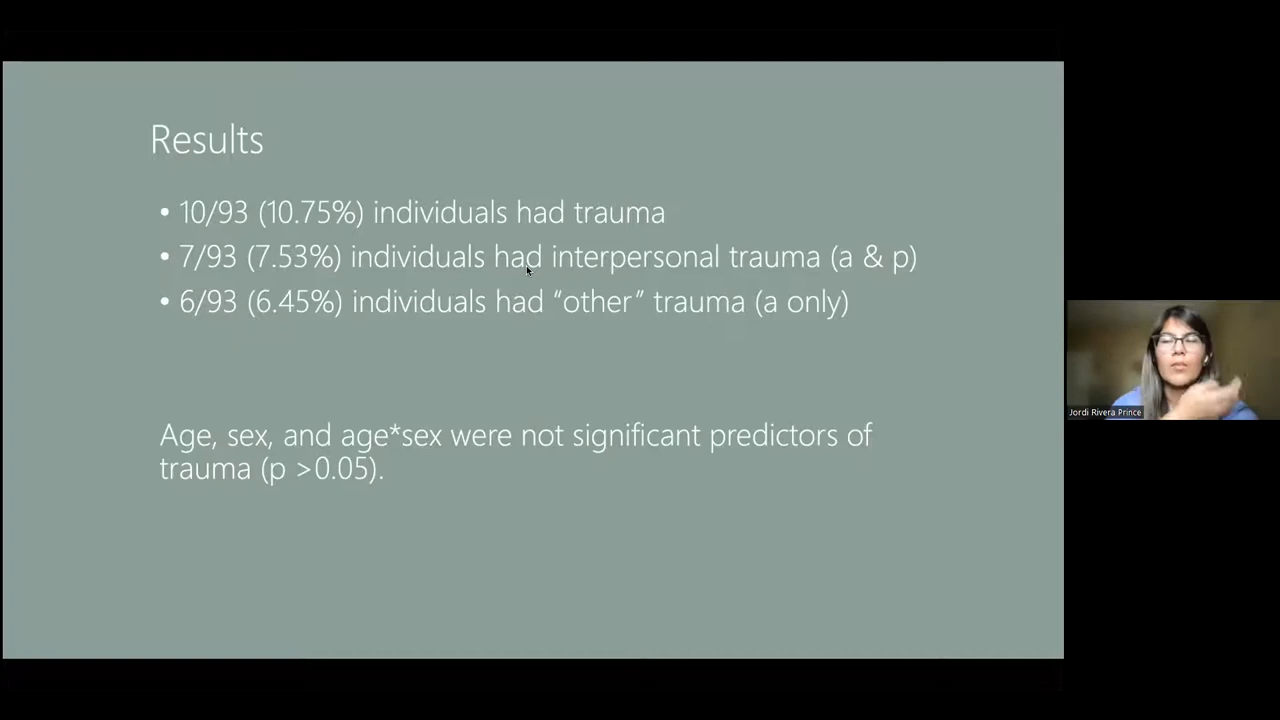 Results
• 10/93 (10.75%) individuals had trauma
• 7/93 (7.53%) individuals had interpersonal trauma (a & p)
• 6/93 (6.45%) individuals had “other” trauma (a only)
Age, sex, and age*sex were not significant predictors of
trauma (p >0.05).
Jordi Rivera Prince